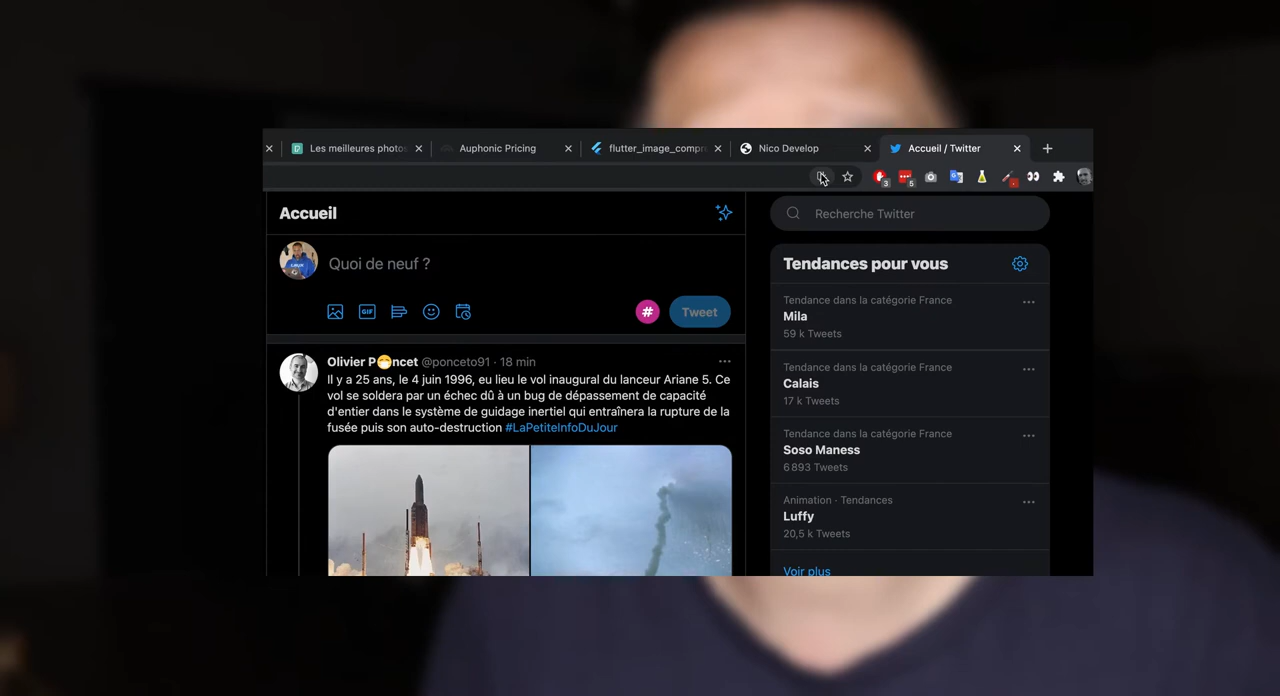 Les meilleures photos
Auphonic Pricing
flutter_image_compre
Nico Develop
Accueil / Twitter
3
5
Accueil
Recherche Twitter
Quoi de neuf ?
GIF
#
Tweet
Tendances pour vous
Tendance dans la catégorie France
Mila
59 k Tweets
Tendance dans la catégorie France
Calais
17 k Tweets
Tendance dans la catégorie France
Soso Maness
6 893 Tweets
Animation · Tendances
Luffy
20,5 k Tweets
Voir plus
Olivier P😷ncet @ponceto91 · 18 min
Il y a 25 ans, le 4 juin 1996, eu lieu le vol inaugural du lanceur Ariane 5. Ce
vol se soldera par un échec dû à un bug de dépassement de capacité
d'entier dans le système de guidage inertiel qui entraînera la rupture de la
fusée puis son auto-destruction #LaPetiteInfoDuJour